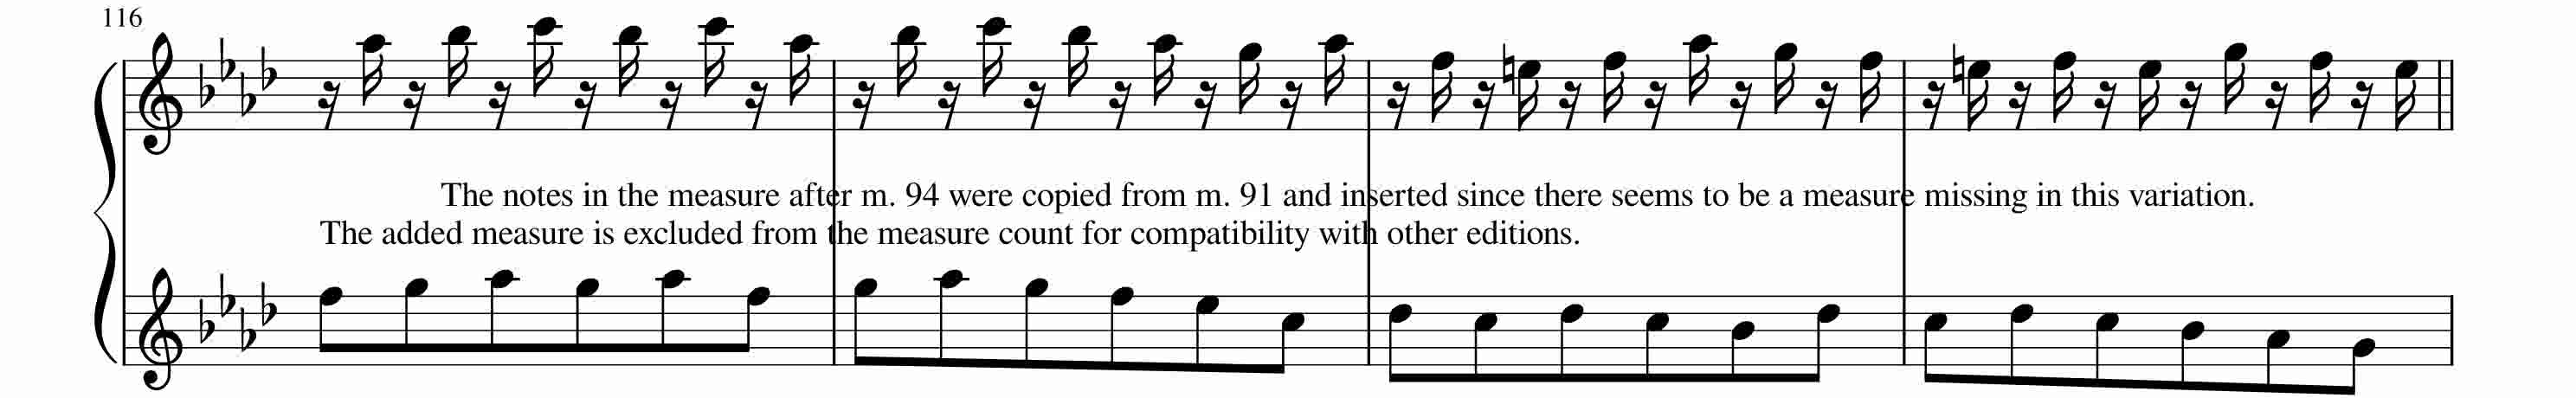 116
The notes in the measure after m. 94 were copied from m. 91 and inserted since there seems to be a measure missing in this variation.
The added measure is excluded from the measure count for compatibility with other editions.